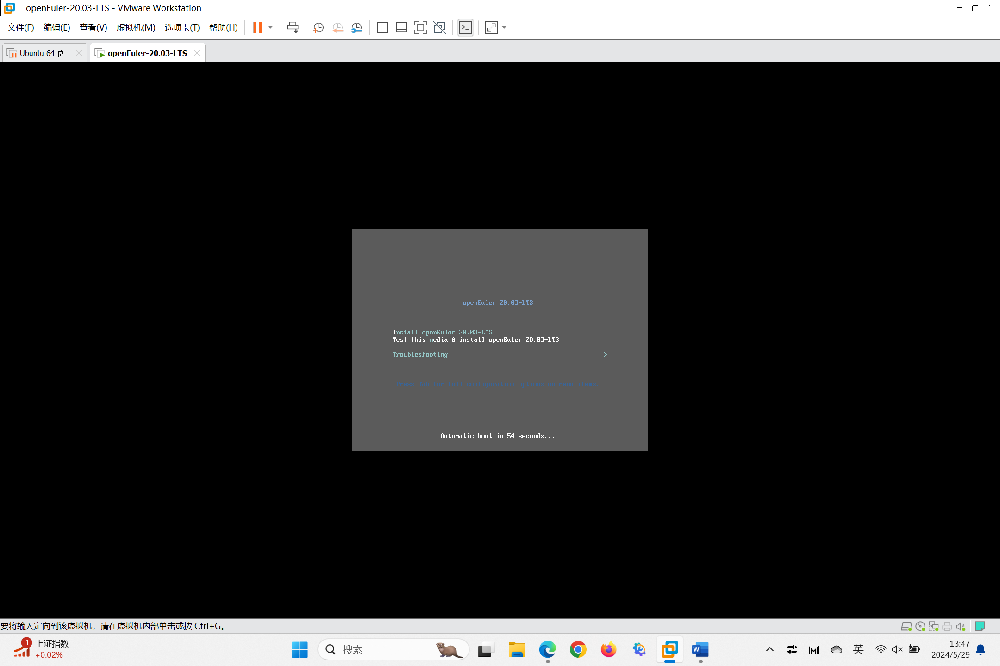 openEuler-20.03-LTS - VMware Workstation
文件(F) 编辑(E) 查看(V) 虚拟机(M) 选项卡(T) 帮助(H)
Ubuntu 64 位
openEuler-20.03-LTS
openEuler 20.03-LTS
Install openEuler 20.03-LTS
Test this media & install openEuler 20.03-LTS
Troubleshooting >
Press Tab for full configuration options on menu items.
Automatic boot in 54 seconds...
要将输入定向到该虚拟机，请在虚拟机内部单击或按 Ctrl+G。
1
上证指数
+0.02%
搜索
英
13:47
2024/5/29